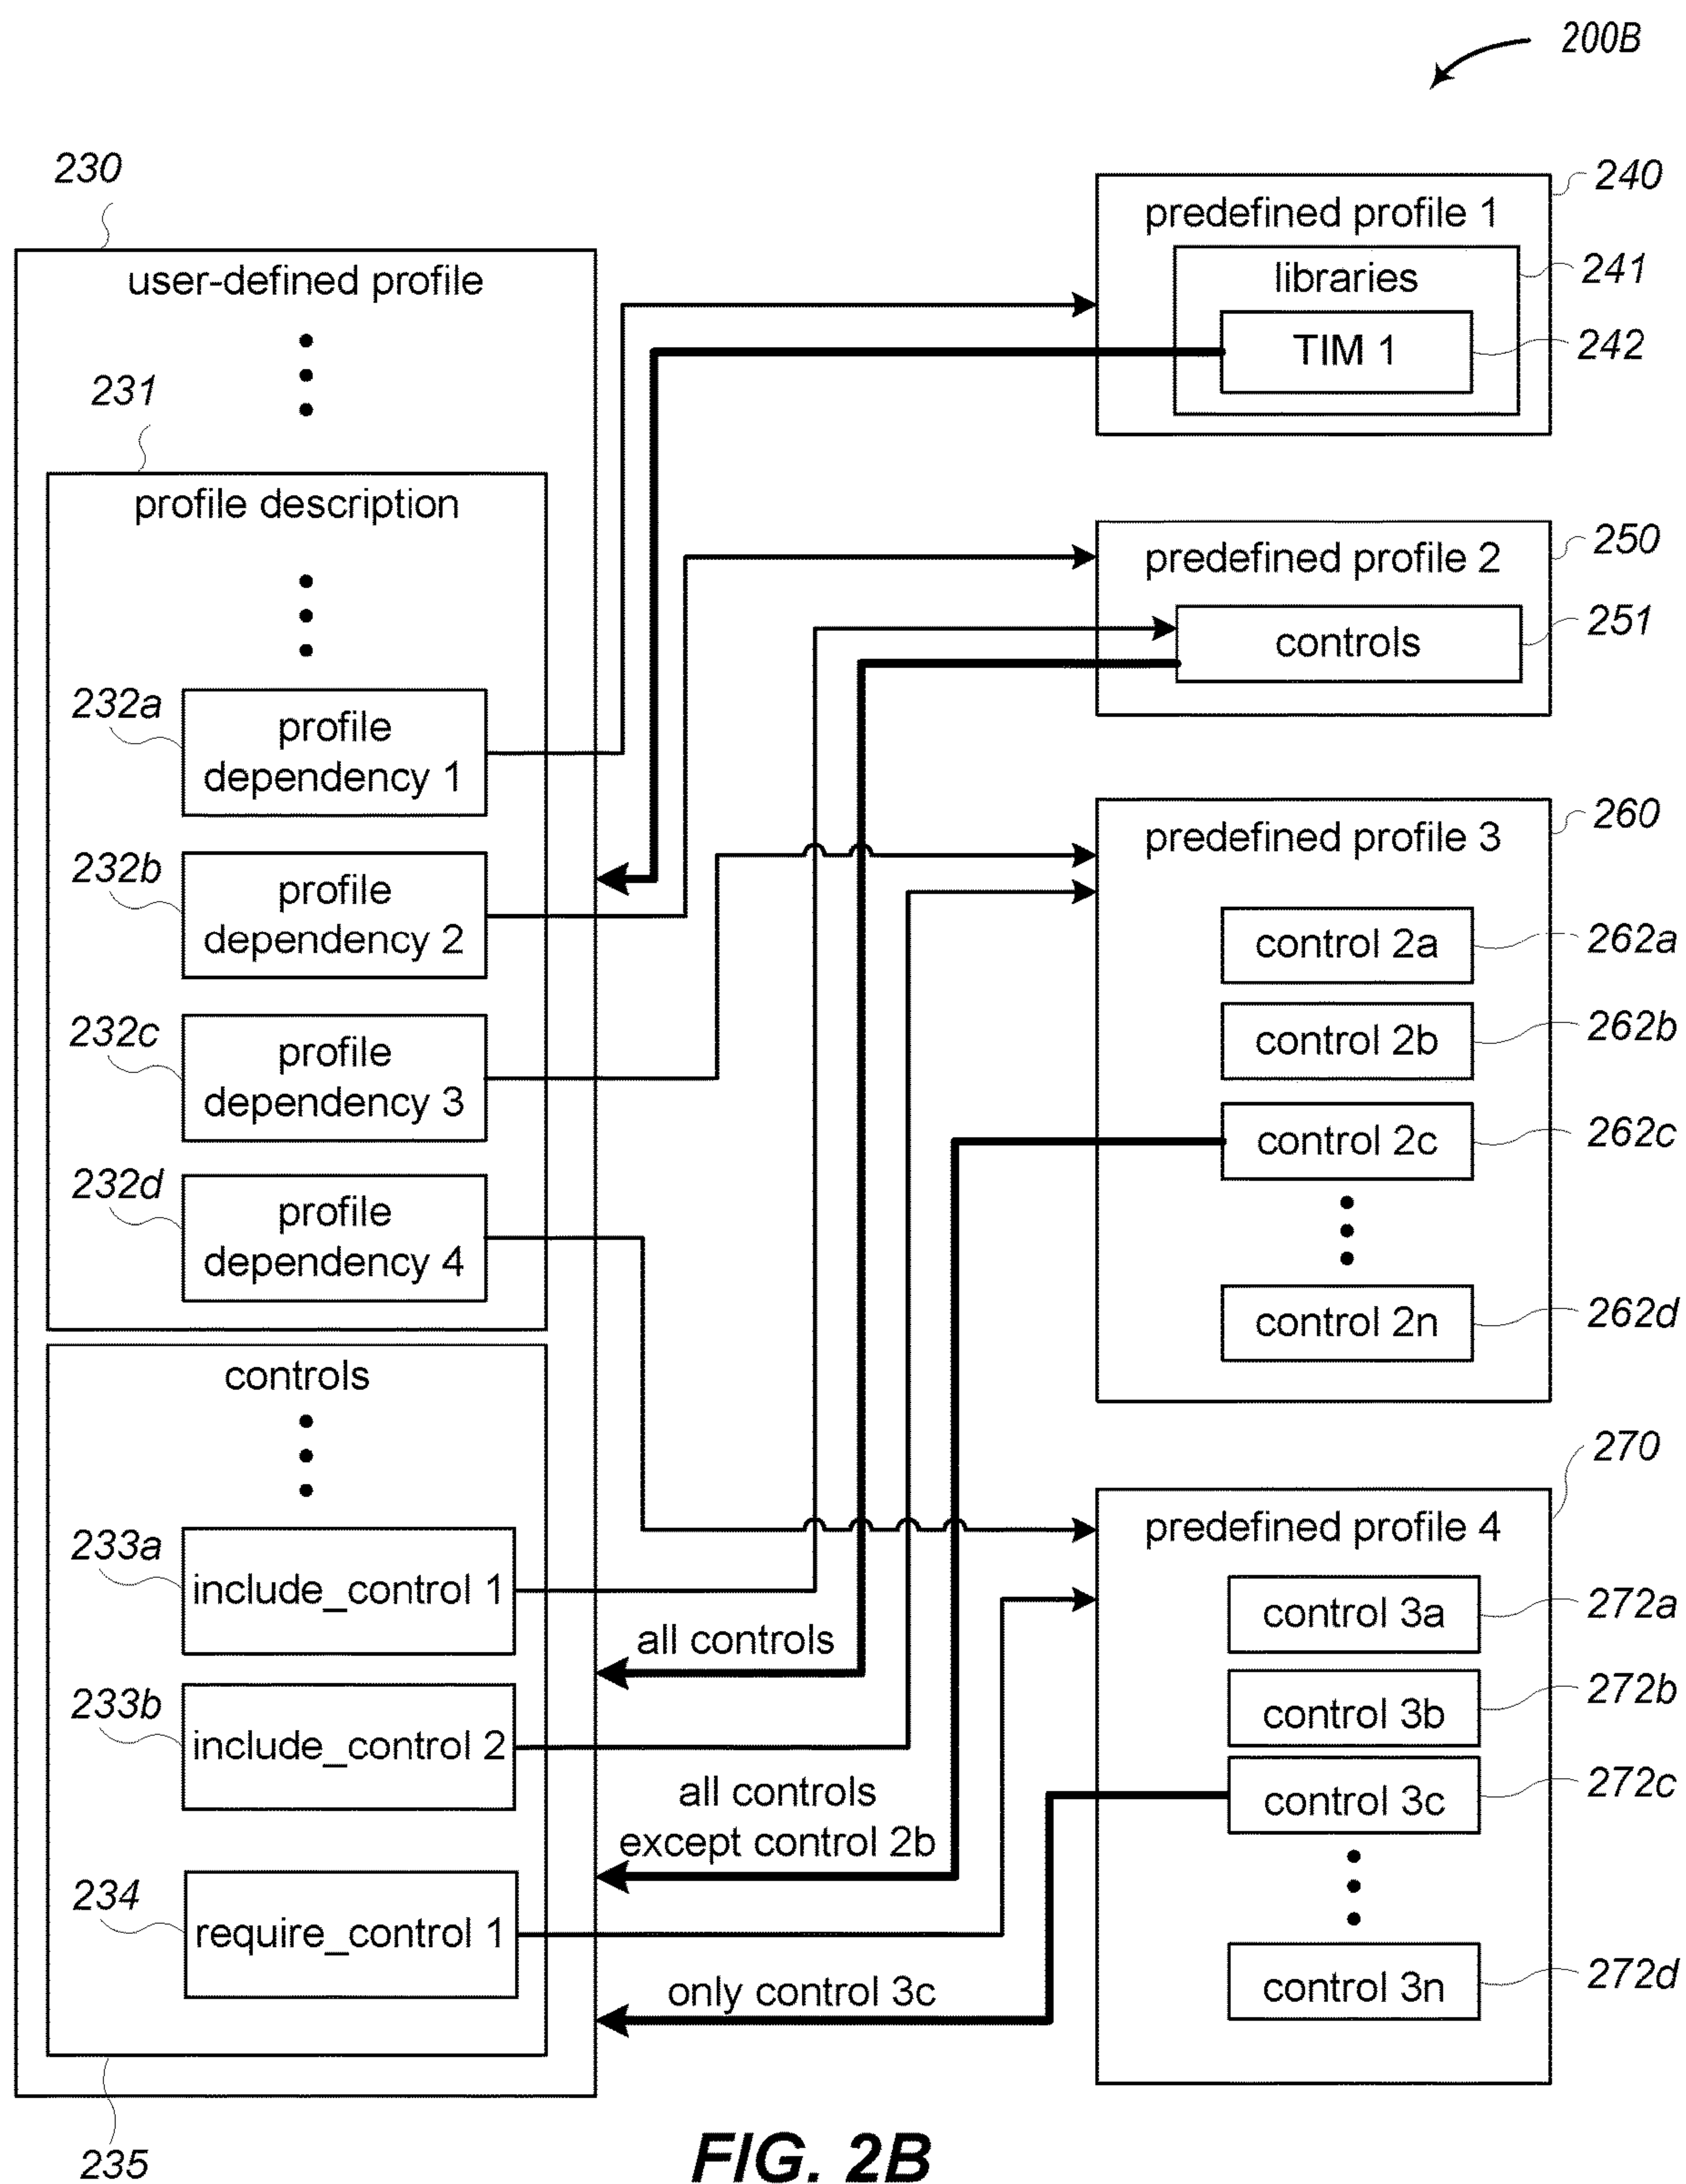 200B
230
user-defined profile
231
profile description
232a
profile
dependency 1
232b
profile
dependency 2
232c
profile
dependency 3
232d
profile
dependency 4
controls
233a
include_control 1
233b
include_control 2
234
require_control 1
235
all controls
all controls
except control 2b
only control 3c
240
predefined profile 1
241
libraries
TIM 1
242
250
predefined profile 2
251
controls
260
predefined profile 3
control 2a
262a
control 2b
262b
control 2c
262c
control 2n
262d
270
predefined profile 4
control 3a
272a
control 3b
272b
control 3c
272c
control 3n
272d
FIG. 2B